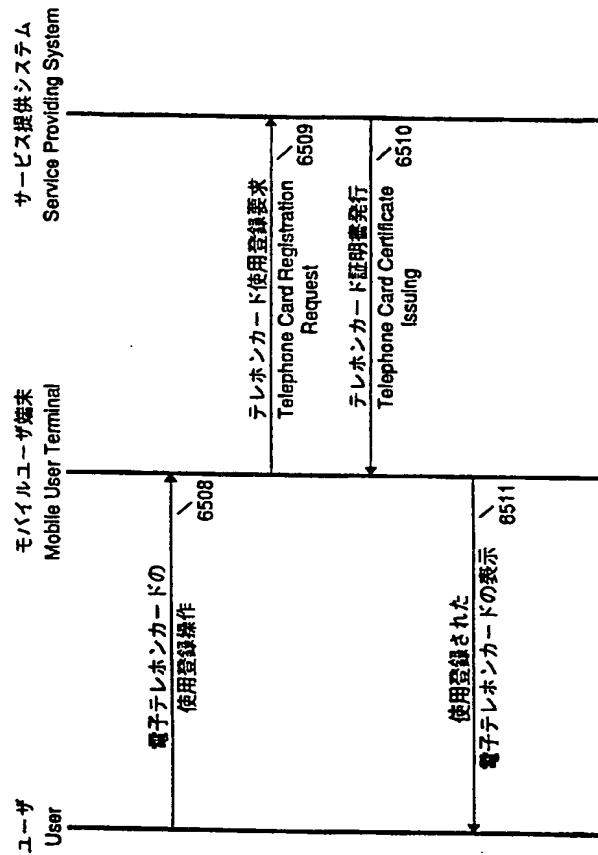 ユーザ
User
モバイルユーザ端末
Mobile User Terminal
サービス提供システム
Service Providing System
電子テレホンカードの
使用登録操作
6508
テレホンカード使用登録要求
Telephone Card Registration
Request
6509
テレホンカード証明書発行
Telephone Card Certificate
Issuing
6510
使用登録された
電子テレホンカードの表示
6511